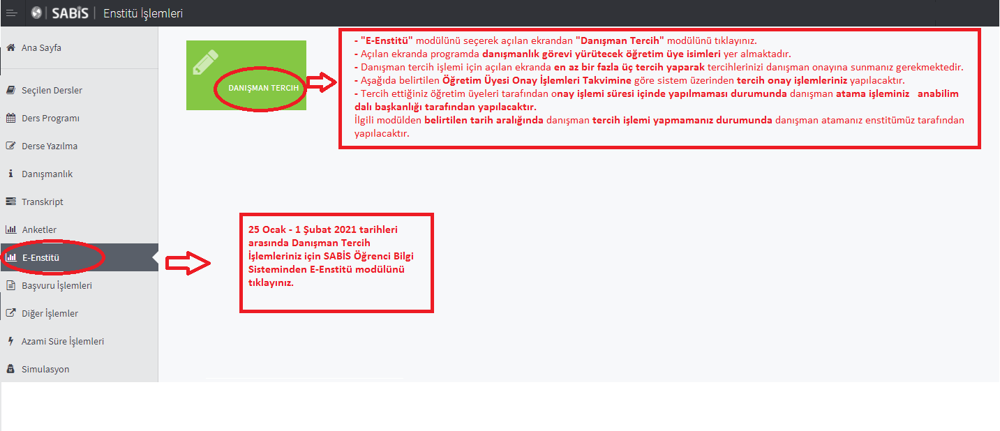 SABİS | Enstitü İşlemleri
Ana Sayfa
Seçilen Dersler
Ders Programı
Derse Yazılma
Danışmanlık
Transkript
Anketler
E-Enstitü
Başvuru İşlemleri
Diğer İşlemler
Azami Süre İşlemleri
Simulasyon
DANIŞMAN TERCIH
- "E-Enstitü" modülünü seçerek açılan ekrandan "Danışman Tercih" modülünü tıklayınız.
- Açılan ekranda programda danışmanlık görevi yürütecek öğretim üye isimleri yer almaktadır.
- Danışman tercih işlemi için açılan ekranda en az bir fazla üç tercih yaparak tercihlerinizi danışman onayına sunmanız gerekmektedir.
- Aşağıda belirtilen Öğretim Üyesi Onay İşlemleri Takvimine göre sistem üzerinden tercih onay işlemleriniz yapılacaktır.
- Tercih ettiğiniz öğretim üyeleri tarafından onay işlemi süresi içinde yapılmaması durumunda danışman atama işleminiz anabilim
dalı başkanlığı tarafından yapılacaktır.
İlgili modülden belirtilen tarih aralığında danışman tercih işlemi yapmamanız durumunda danışman atamanız enstitümüz tarafından
yapılacaktır.
25 Ocak - 1 Şubat 2021 tarihleri
arasında Danışman Tercih
İşlemleriniz için SABİS Öğrenci Bilgi
Sisteminden E-Enstitü modülünü
tıklayınız.